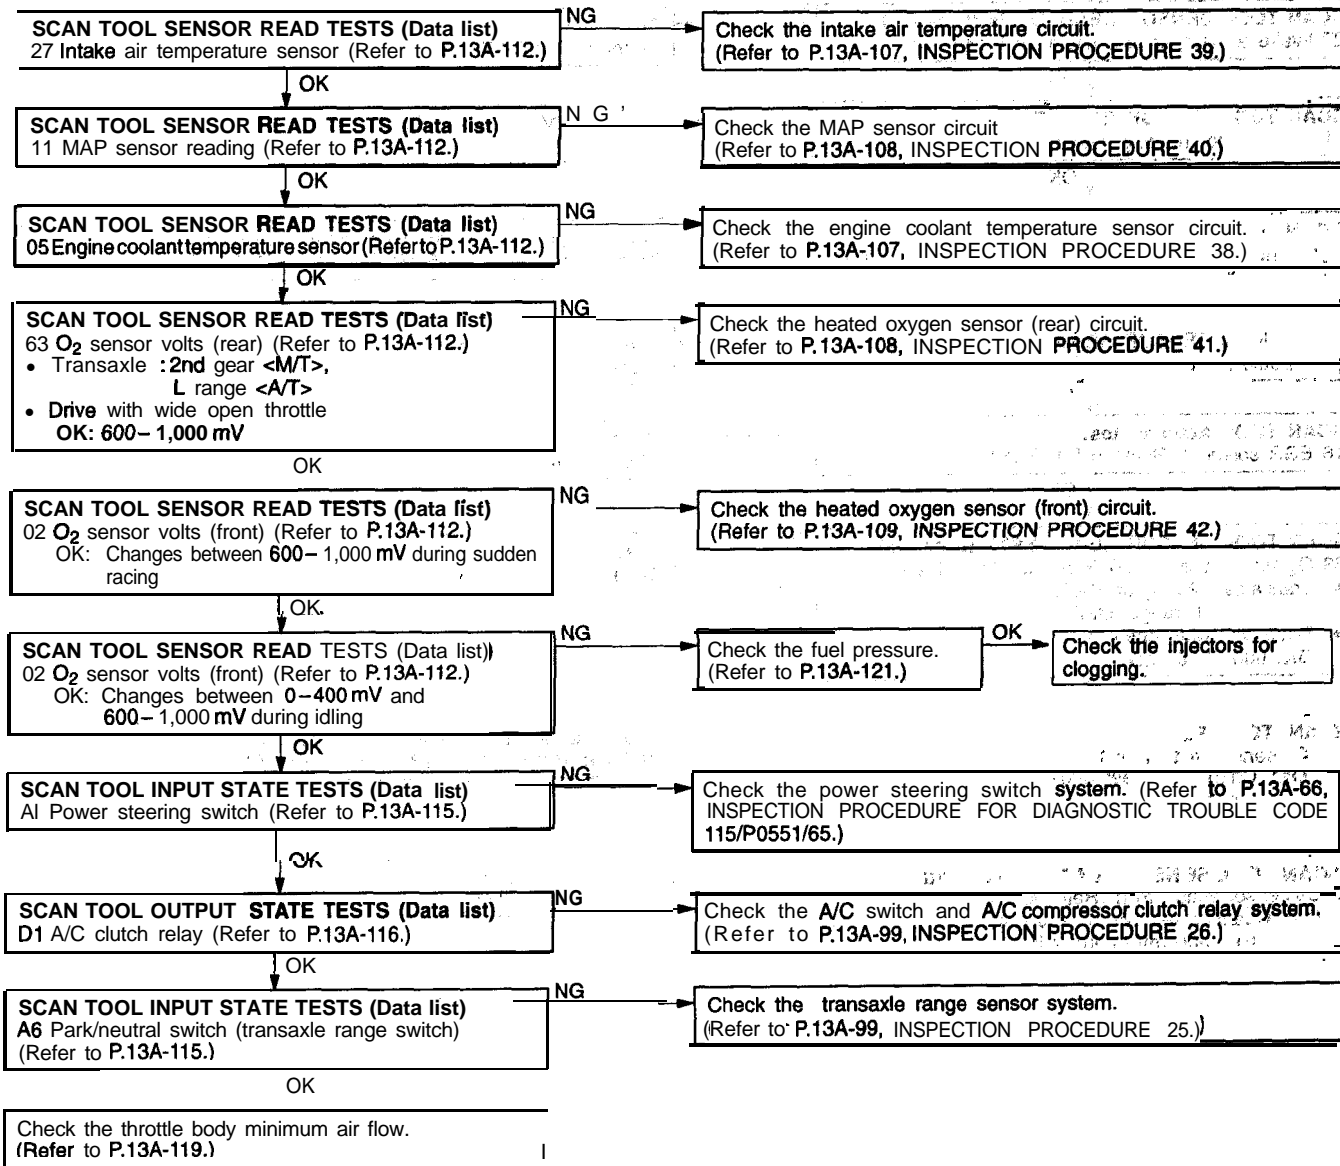 SCAN TOOL SENSOR READ TESTS (Data list)
27 Intake air temperature sensor (Refer to P.13A-112.)
NG
Check the intake air temperature circuit.
(Refer to P.13A-107, INSPECTION PROCEDURE 39.)
OK
SCAN TOOL SENSOR READ TESTS (Data list)
11 MAP sensor reading (Refer to P.13A-112.)
N G '
Check the MAP sensor circuit
(Refer to P.13A-108, INSPECTION PROCEDURE 40.)
OK
SCAN TOOL SENSOR READ TESTS (Data list)
05 Engine coolant temperature sensor (Refer to P.13A-112.)
NG
Check the engine coolant temperature sensor circuit.
(Refer to P.13A-107, INSPECTION PROCEDURE 38.)
OK
SCAN TOOL SENSOR READ TESTS (Data list)
63 O2 sensor volts (rear) (Refer to P.13A-112.)
• Transaxle : 2nd gear <M/T>,
L range <A/T>
• Drive with wide open throttle
OK: 600– 1,000 mV
NG
Check the heated oxygen sensor (rear) circuit.
(Refer to P.13A-108, INSPECTION PROCEDURE 41.)
OK
SCAN TOOL SENSOR READ TESTS (Data list)
02 O2 sensor volts (front) (Refer to P.13A-112.)
OK: Changes between 600– 1,000 mV during sudden
racing
NG
Check the heated oxygen sensor (front) circuit.
(Refer to P.13A-109, INSPECTION PROCEDURE 42.)
OK.
SCAN TOOL SENSOR READ TESTS (Data list)
02 O2 sensor volts (front) (Refer to P.13A-112.)
OK: Changes between 0–400 mV and
600– 1,000 mV during idling
NG
Check the fuel pressure.
(Refer to P.13A-121.)
OK
Check the injectors for
clogging.
OK
SCAN TOOL INPUT STATE TESTS (Data list)
AI Power steering switch (Refer to P.13A-115.)
NG
Check the power steering switch system. (Refer to P.13A-66,
INSPECTION PROCEDURE FOR DIAGNOSTIC TROUBLE CODE
115/P0551/65.)
OK
SCAN TOOL OUTPUT STATE TESTS (Data list)
D1 A/C clutch relay (Refer to P.13A-116.)
NG
Check the A/C switch and A/C compressor clutch relay system.
(Refer to P.13A-99, INSPECTION PROCEDURE 26.)
OK
SCAN TOOL INPUT STATE TESTS (Data list)
A6 Park/neutral switch (transaxle range switch)
(Refer to P.13A-115.)
NG
Check the transaxle range sensor system.
(Refer to P.13A-99, INSPECTION PROCEDURE 25.)
OK
Check the throttle body minimum air flow.
(Refer to P.13A-119.)